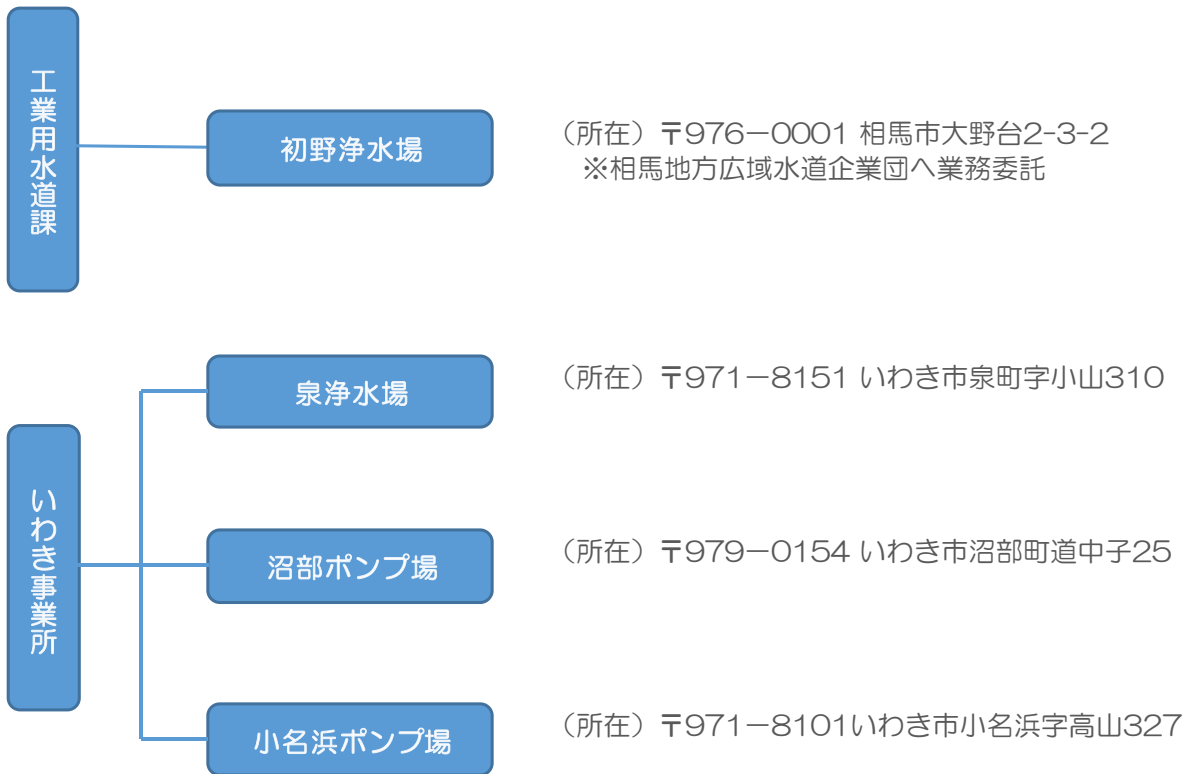 工業用水道課
初野浄水場
（所在）〒976－0001 相馬市大野台2-3-2
※相馬地方広域水道企業団へ業務委託
いわき事業所
泉浄水場
（所在）〒971－8151 いわき市泉町字小山310
沼部ポンプ場
（所在）〒979－0154 いわき市沼部町道中子25
小名浜ポンプ場
（所在）〒971－8101いわき市小名浜字高山327